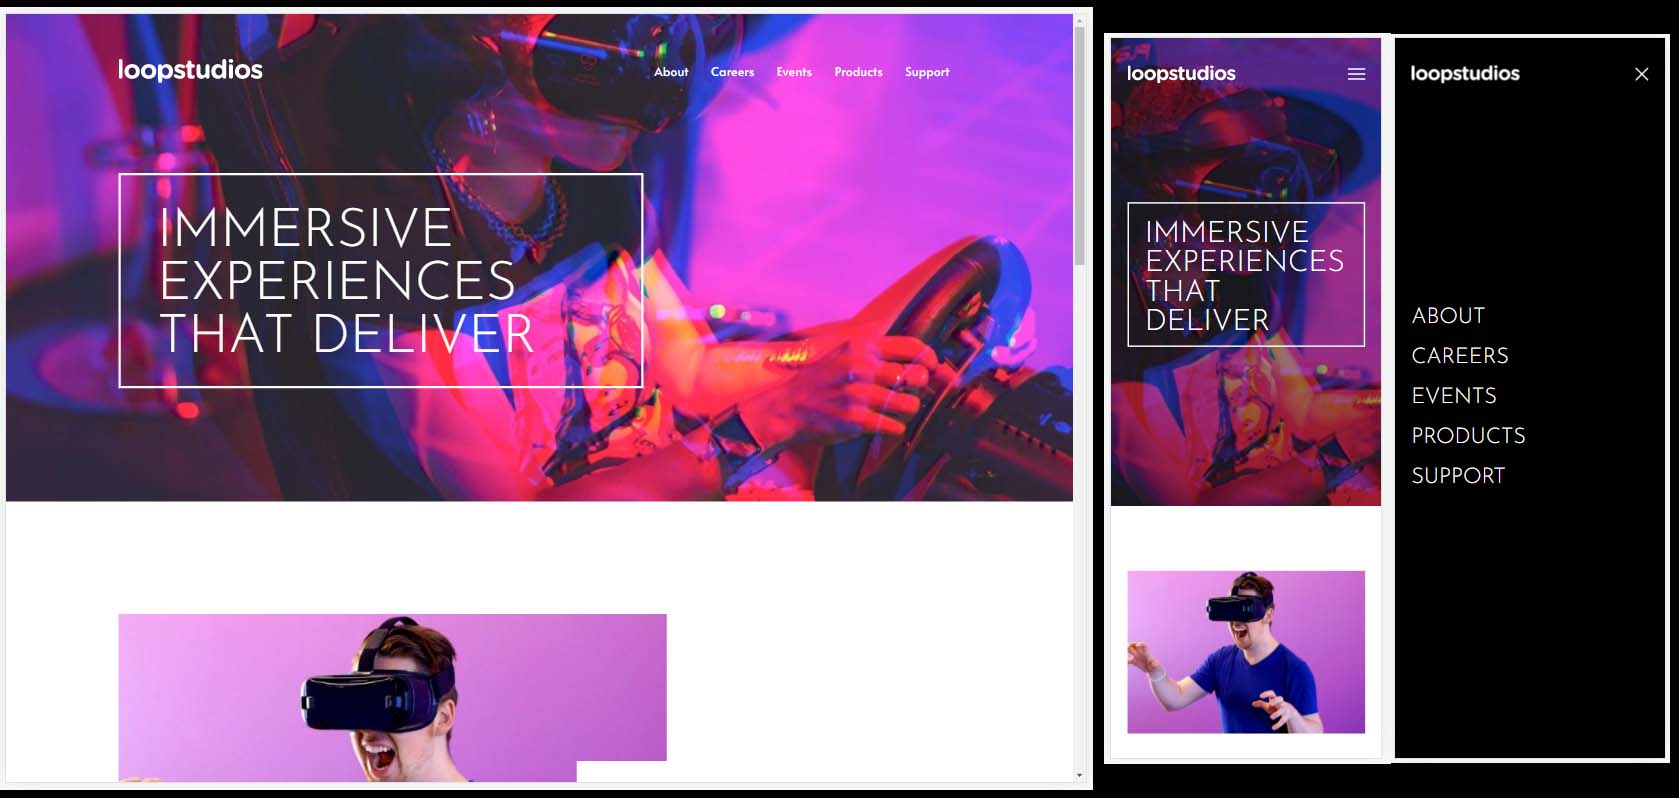 loopstudios
About Careers Events Products Support
IMMERSIVE
EXPERIENCES
THAT DELIVER
loopstudios
IMMERSIVE
EXPERIENCES
THAT
DELIVER
loopstudios
ABOUT
CAREERS
EVENTS
PRODUCTS
SUPPORT